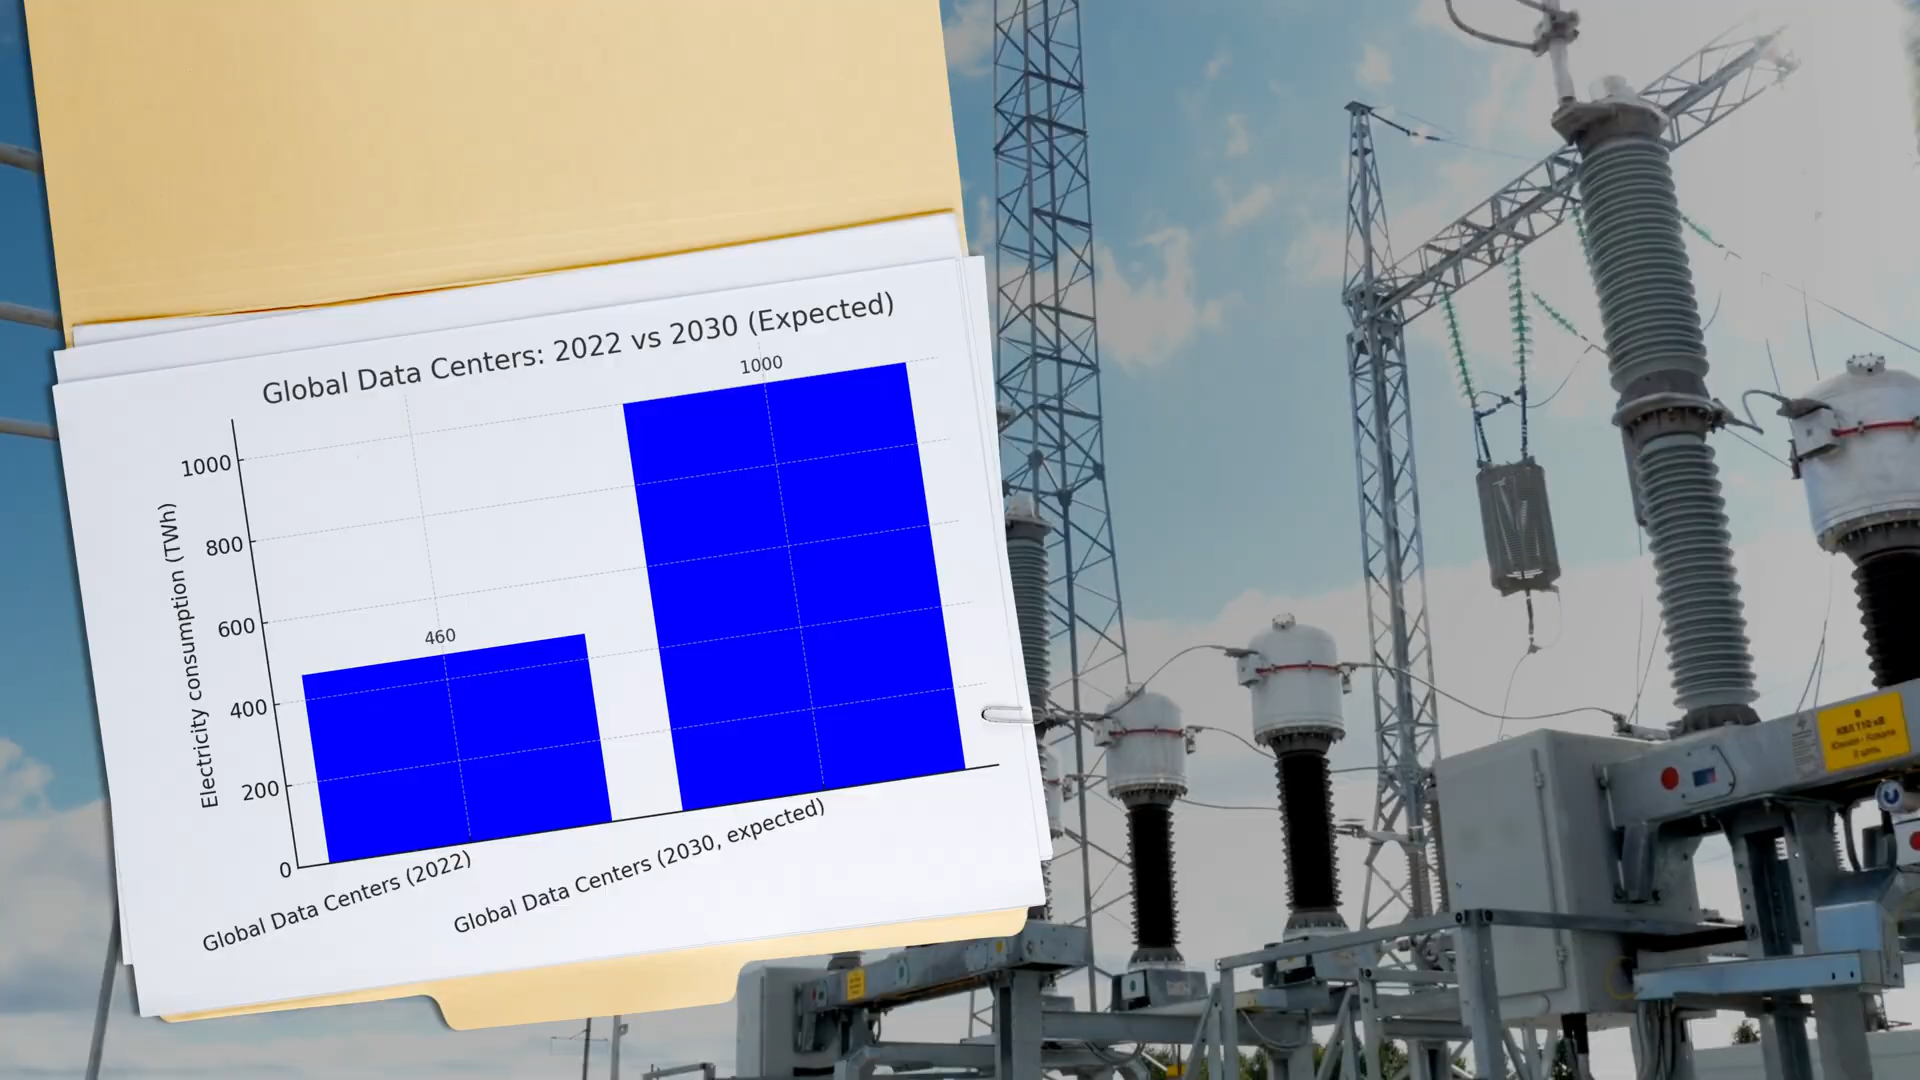 Global Data Centers: 2022 vs 2030 (Expected)
1000
1000
800
600
460
400
200
0
Electricity consumption (TWh)
Global Data Centers (2022)
Global Data Centers (2030, expected)